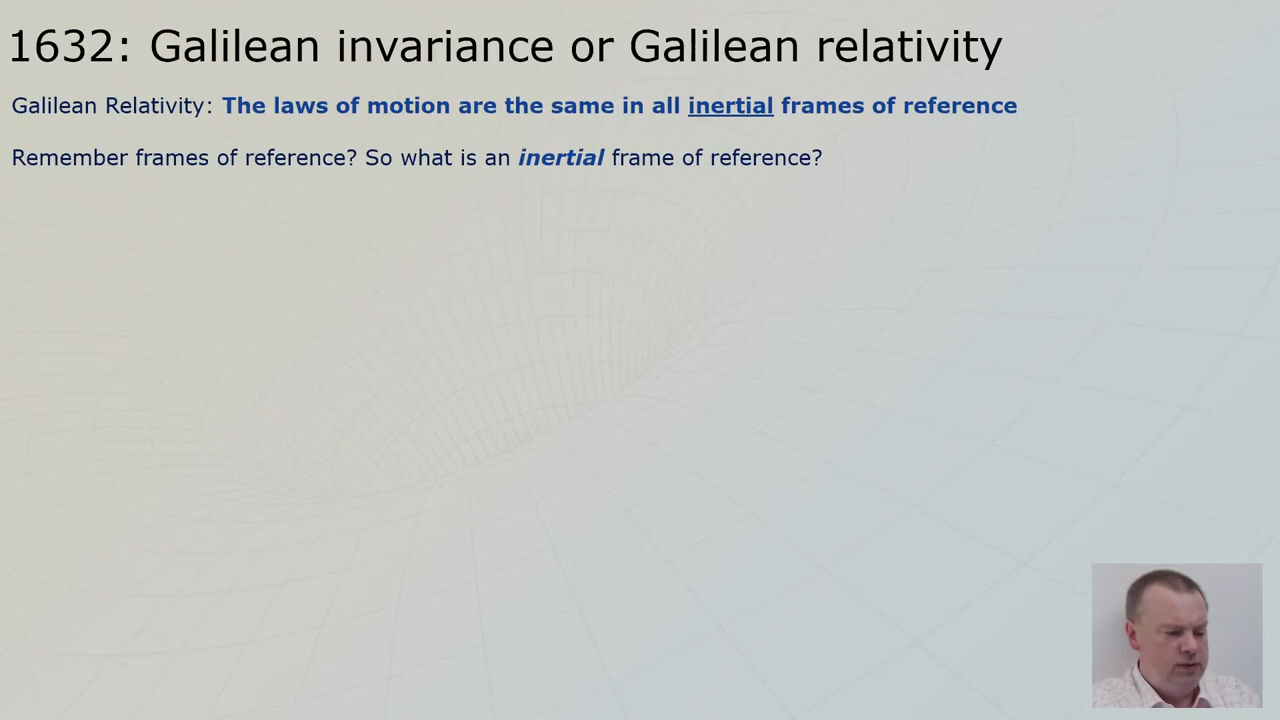 1632: Galilean invariance or Galilean relativity
Galilean Relativity: The laws of motion are the same in all inertial frames of reference
Remember frames of reference? So what is an inertial frame of reference?